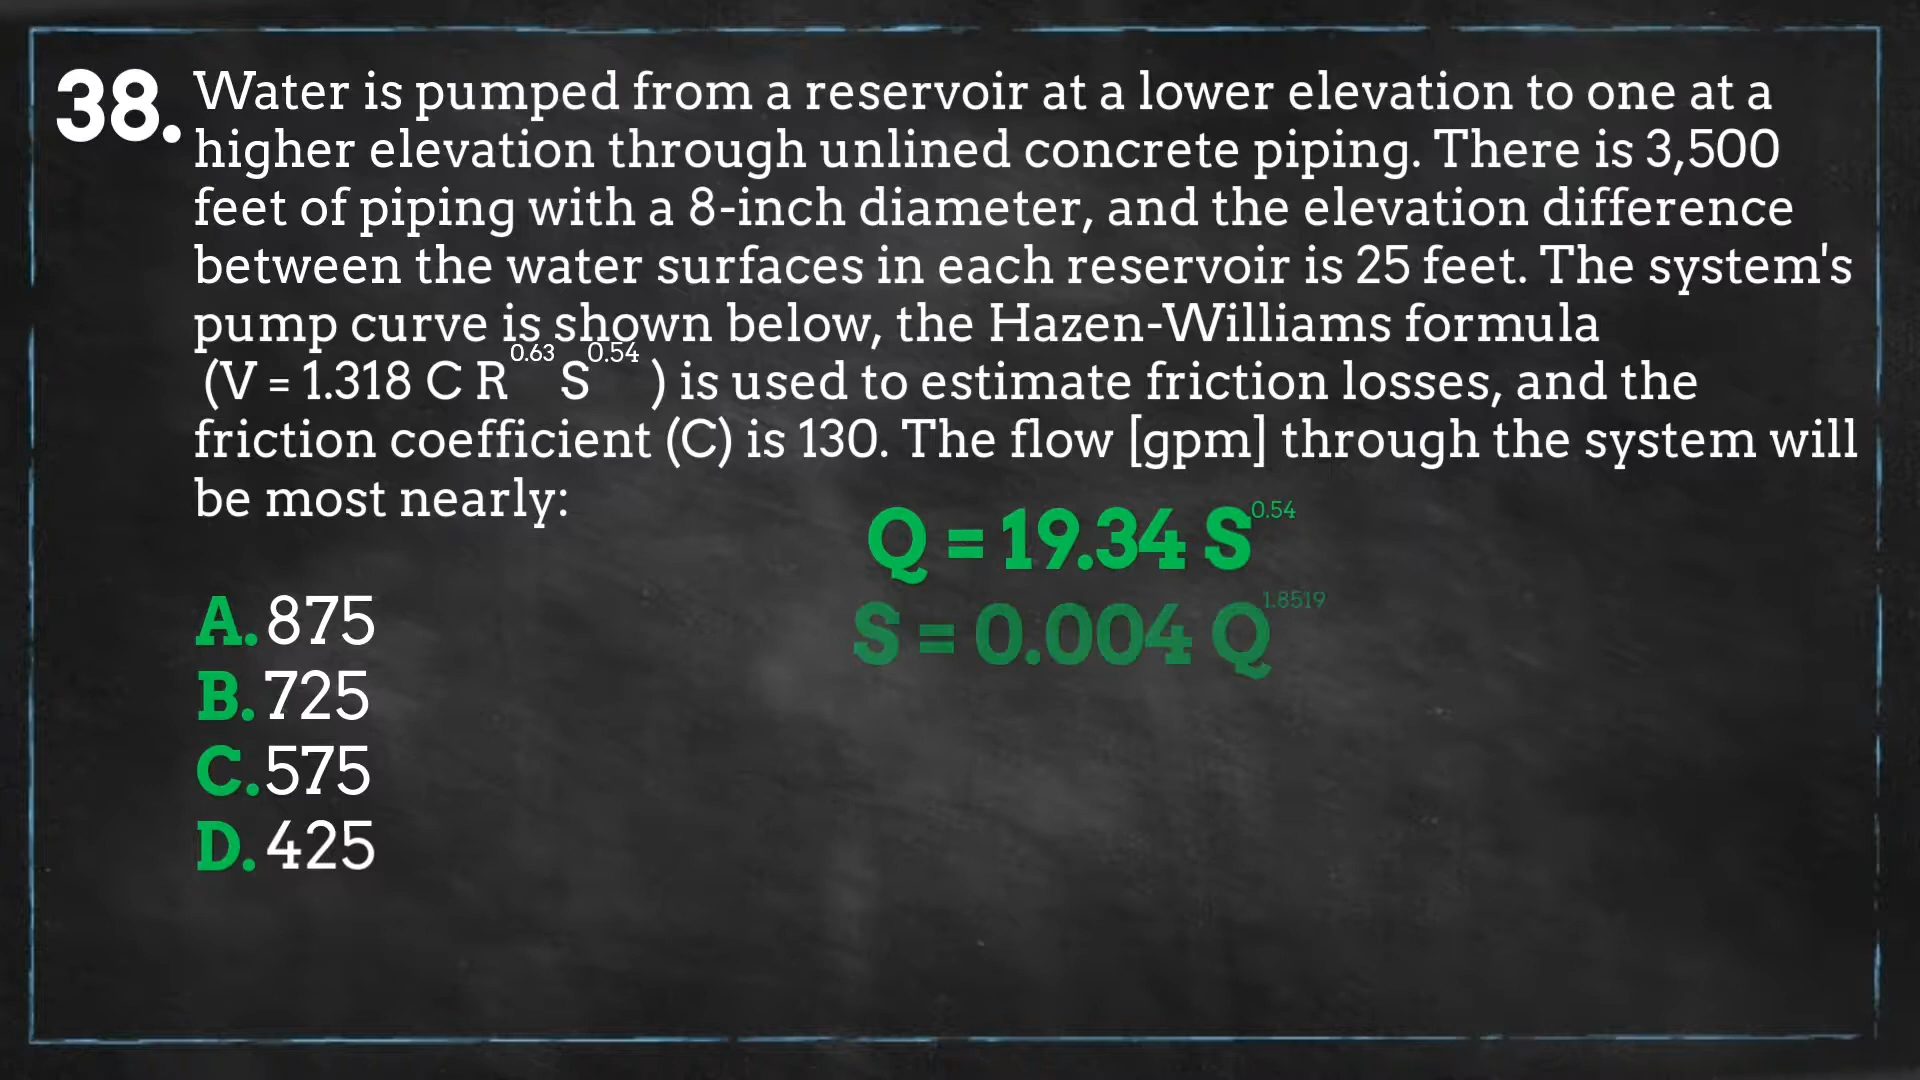 38. Water is pumped from a reservoir at a lower elevation to one at a
higher elevation through unlined concrete piping. There is 3,500
feet of piping with a 8-inch diameter, and the elevation difference
between the water surfaces in each reservoir is 25 feet. The system's
pump curve is shown below, the Hazen-Williams formula
(V = 1.318 C R^0.63 S^0.54 ) is used to estimate friction losses, and the
friction coefficient (C) is 130. The flow [gpm] through the system will
be most nearly:
Q = 19.34 S^0.54
S = 0.004 Q^1.8519
A. 875
B. 725
C. 575
D. 425